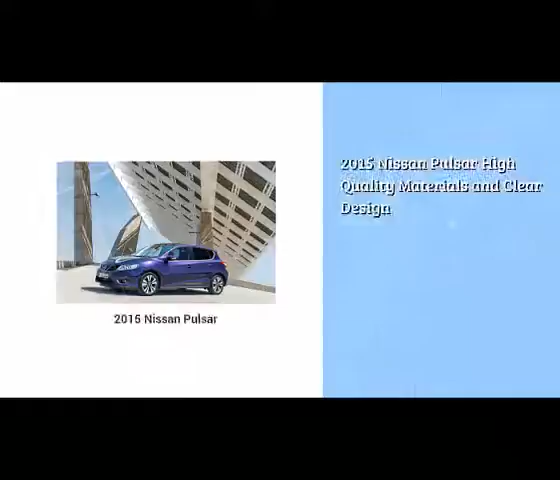 2015 Nissan Pulsar High
Quality Materials and Clear
Design
2015 Nissan Pulsar